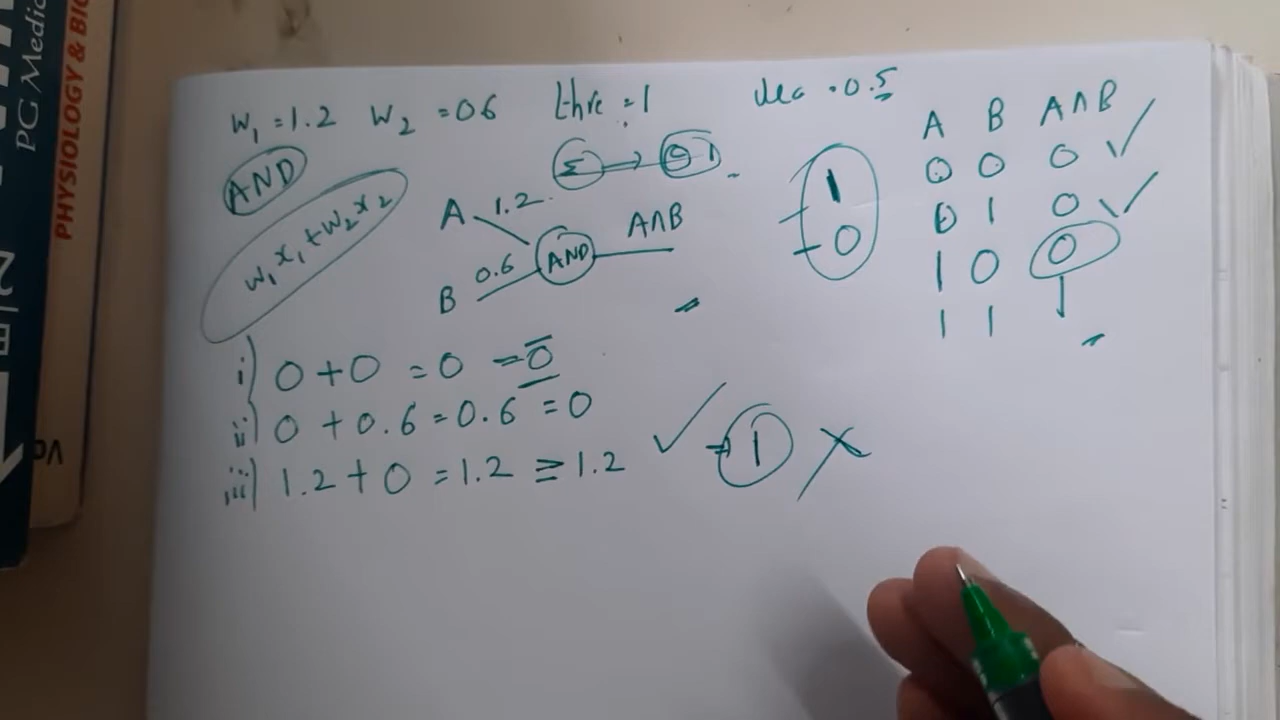 PG Medic
PHYSIOLOGY & BIO
W₁ = 1.2 W₂ = 0.6 thre = 1
0.5
AND
w₁x₁ + w₂x₂
Σ ⇒ 0 1
A 1.2
B 0.6
AND
A∩B
1
0
A B A∩B
0 0 0 ✓
0 1 0 ✓
1 0 0
1 1
i) 0 + 0 = 0 = 0
ii) 0 + 0.6 = 0.6 = 0
iii) 1.2 + 0 = 1.2 ≥ 1.2 ✓ → 1 ✗